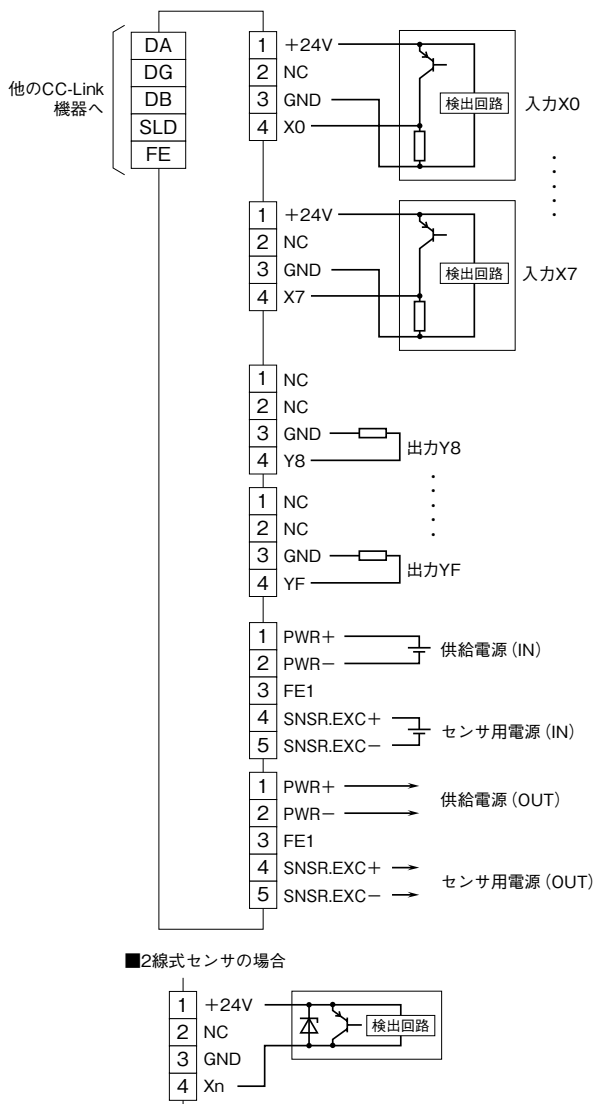 他のCC-Link
機器へ
DA
DG
DB
SLD
FE
1 +24V
2 NC
3 GND
4 X0
検出回路
入力X0
1 +24V
2 NC
3 GND
4 X7
検出回路
入力X7
1 NC
2 NC
3 GND
4 Y8
出力Y8
1 NC
2 NC
3 GND
4 YF
出力YF
1 PWR+
2 PWR−
3 FE1
4 SNSR.EXC+
5 SNSR.EXC−
供給電源(IN)
センサ用電源(IN)
1 PWR+
2 PWR−
3 FE1
4 SNSR.EXC+
5 SNSR.EXC−
供給電源(OUT)
センサ用電源(OUT)
■2線式センサの場合
1 +24V
2 NC
3 GND
4 Xn
検出回路